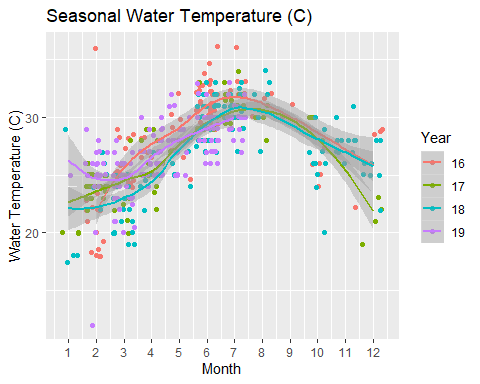 Seasonal Water Temperature (C)
Water Temperature (C)
30
20
1 2 3 4 5 6 7 8 9 10 11 12
Month
Year
16
17
18
19